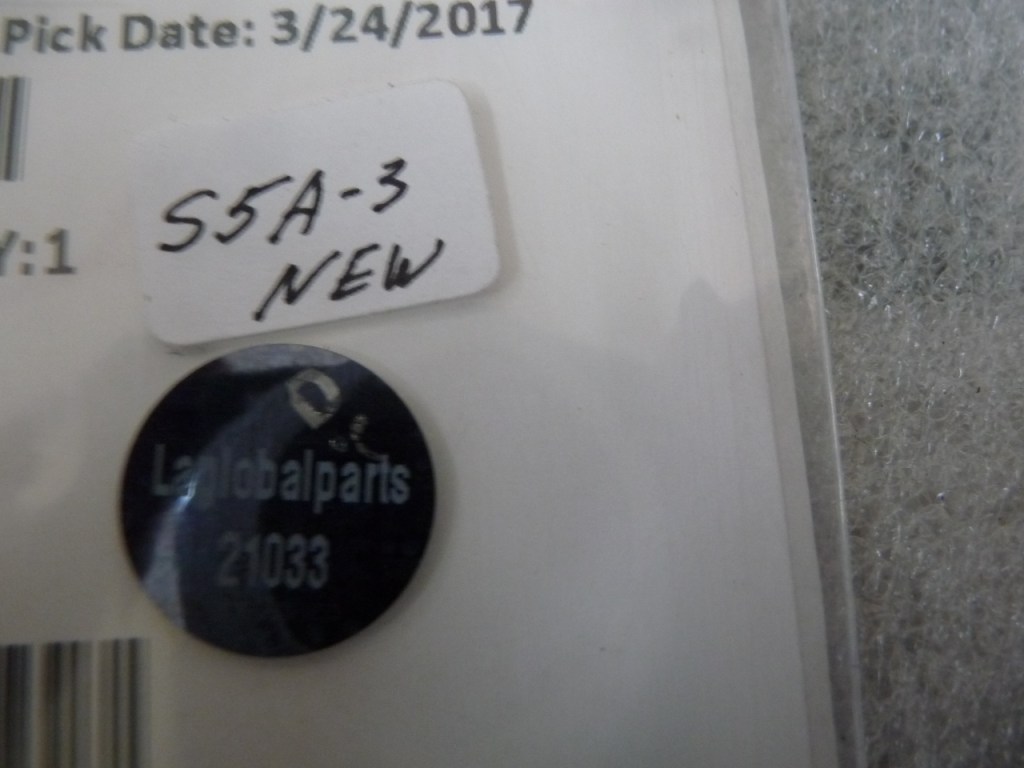 Pick Date: 3/24/2017
Y:1
S5A-3
NEW
Laglobalparts
21033